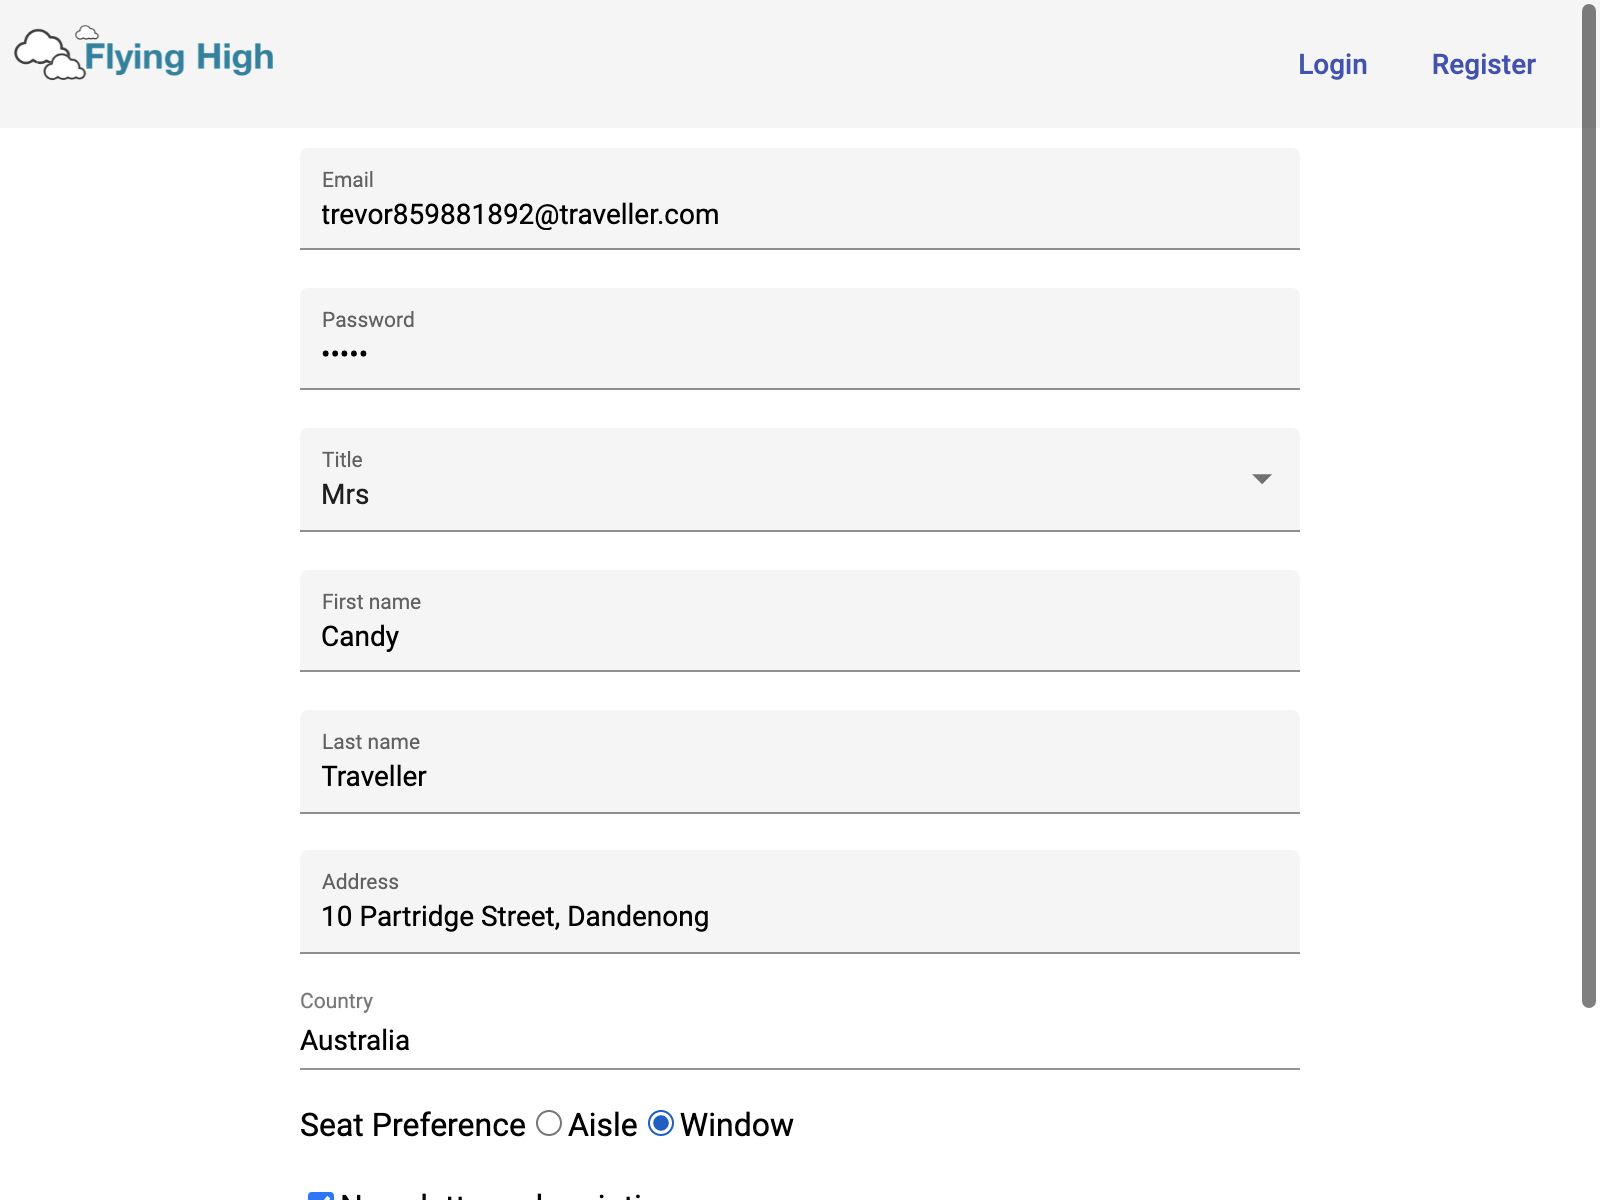 Flying High
Login Register
Email
trevor859881892@traveller.com
Password
•••••
Title
Mrs
First name
Candy
Last name
Traveller
Address
10 Partridge Street, Dandenong
Country
Australia
Seat Preference Aisle Window